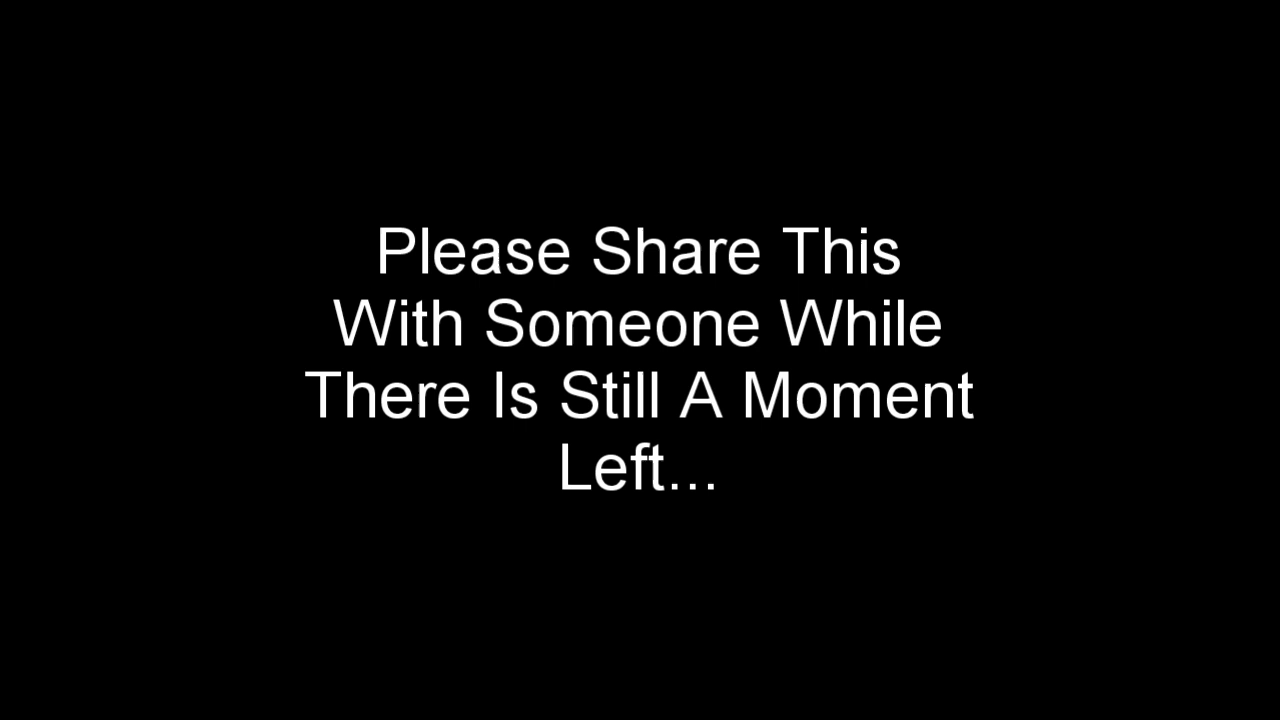 Please Share This
With Someone While
There Is Still A Moment
Left...